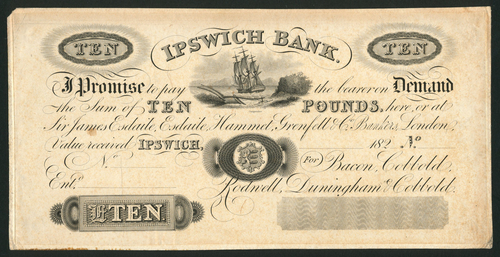 TEN IPSWICH BANK. TEN
I Promise to pay the bearer on Demand
the Sum of TEN POUNDS, here, or at
Sir James Esdaile, Esdaile, Hammet, Grenfell & Co. Bankers, London,
Value received IPSWICH, 182 No
No For Bacon, Cobbold,
Entd. Rodwell, Dunningham & Cobbold.
£TEN.